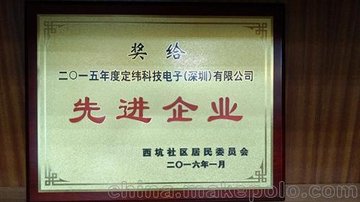 奖给
二〇一五年度定纬科技电子(深圳)有限公司
先进企业
西坑社区居民委员会
二〇一六年一月
china.makepolo.com